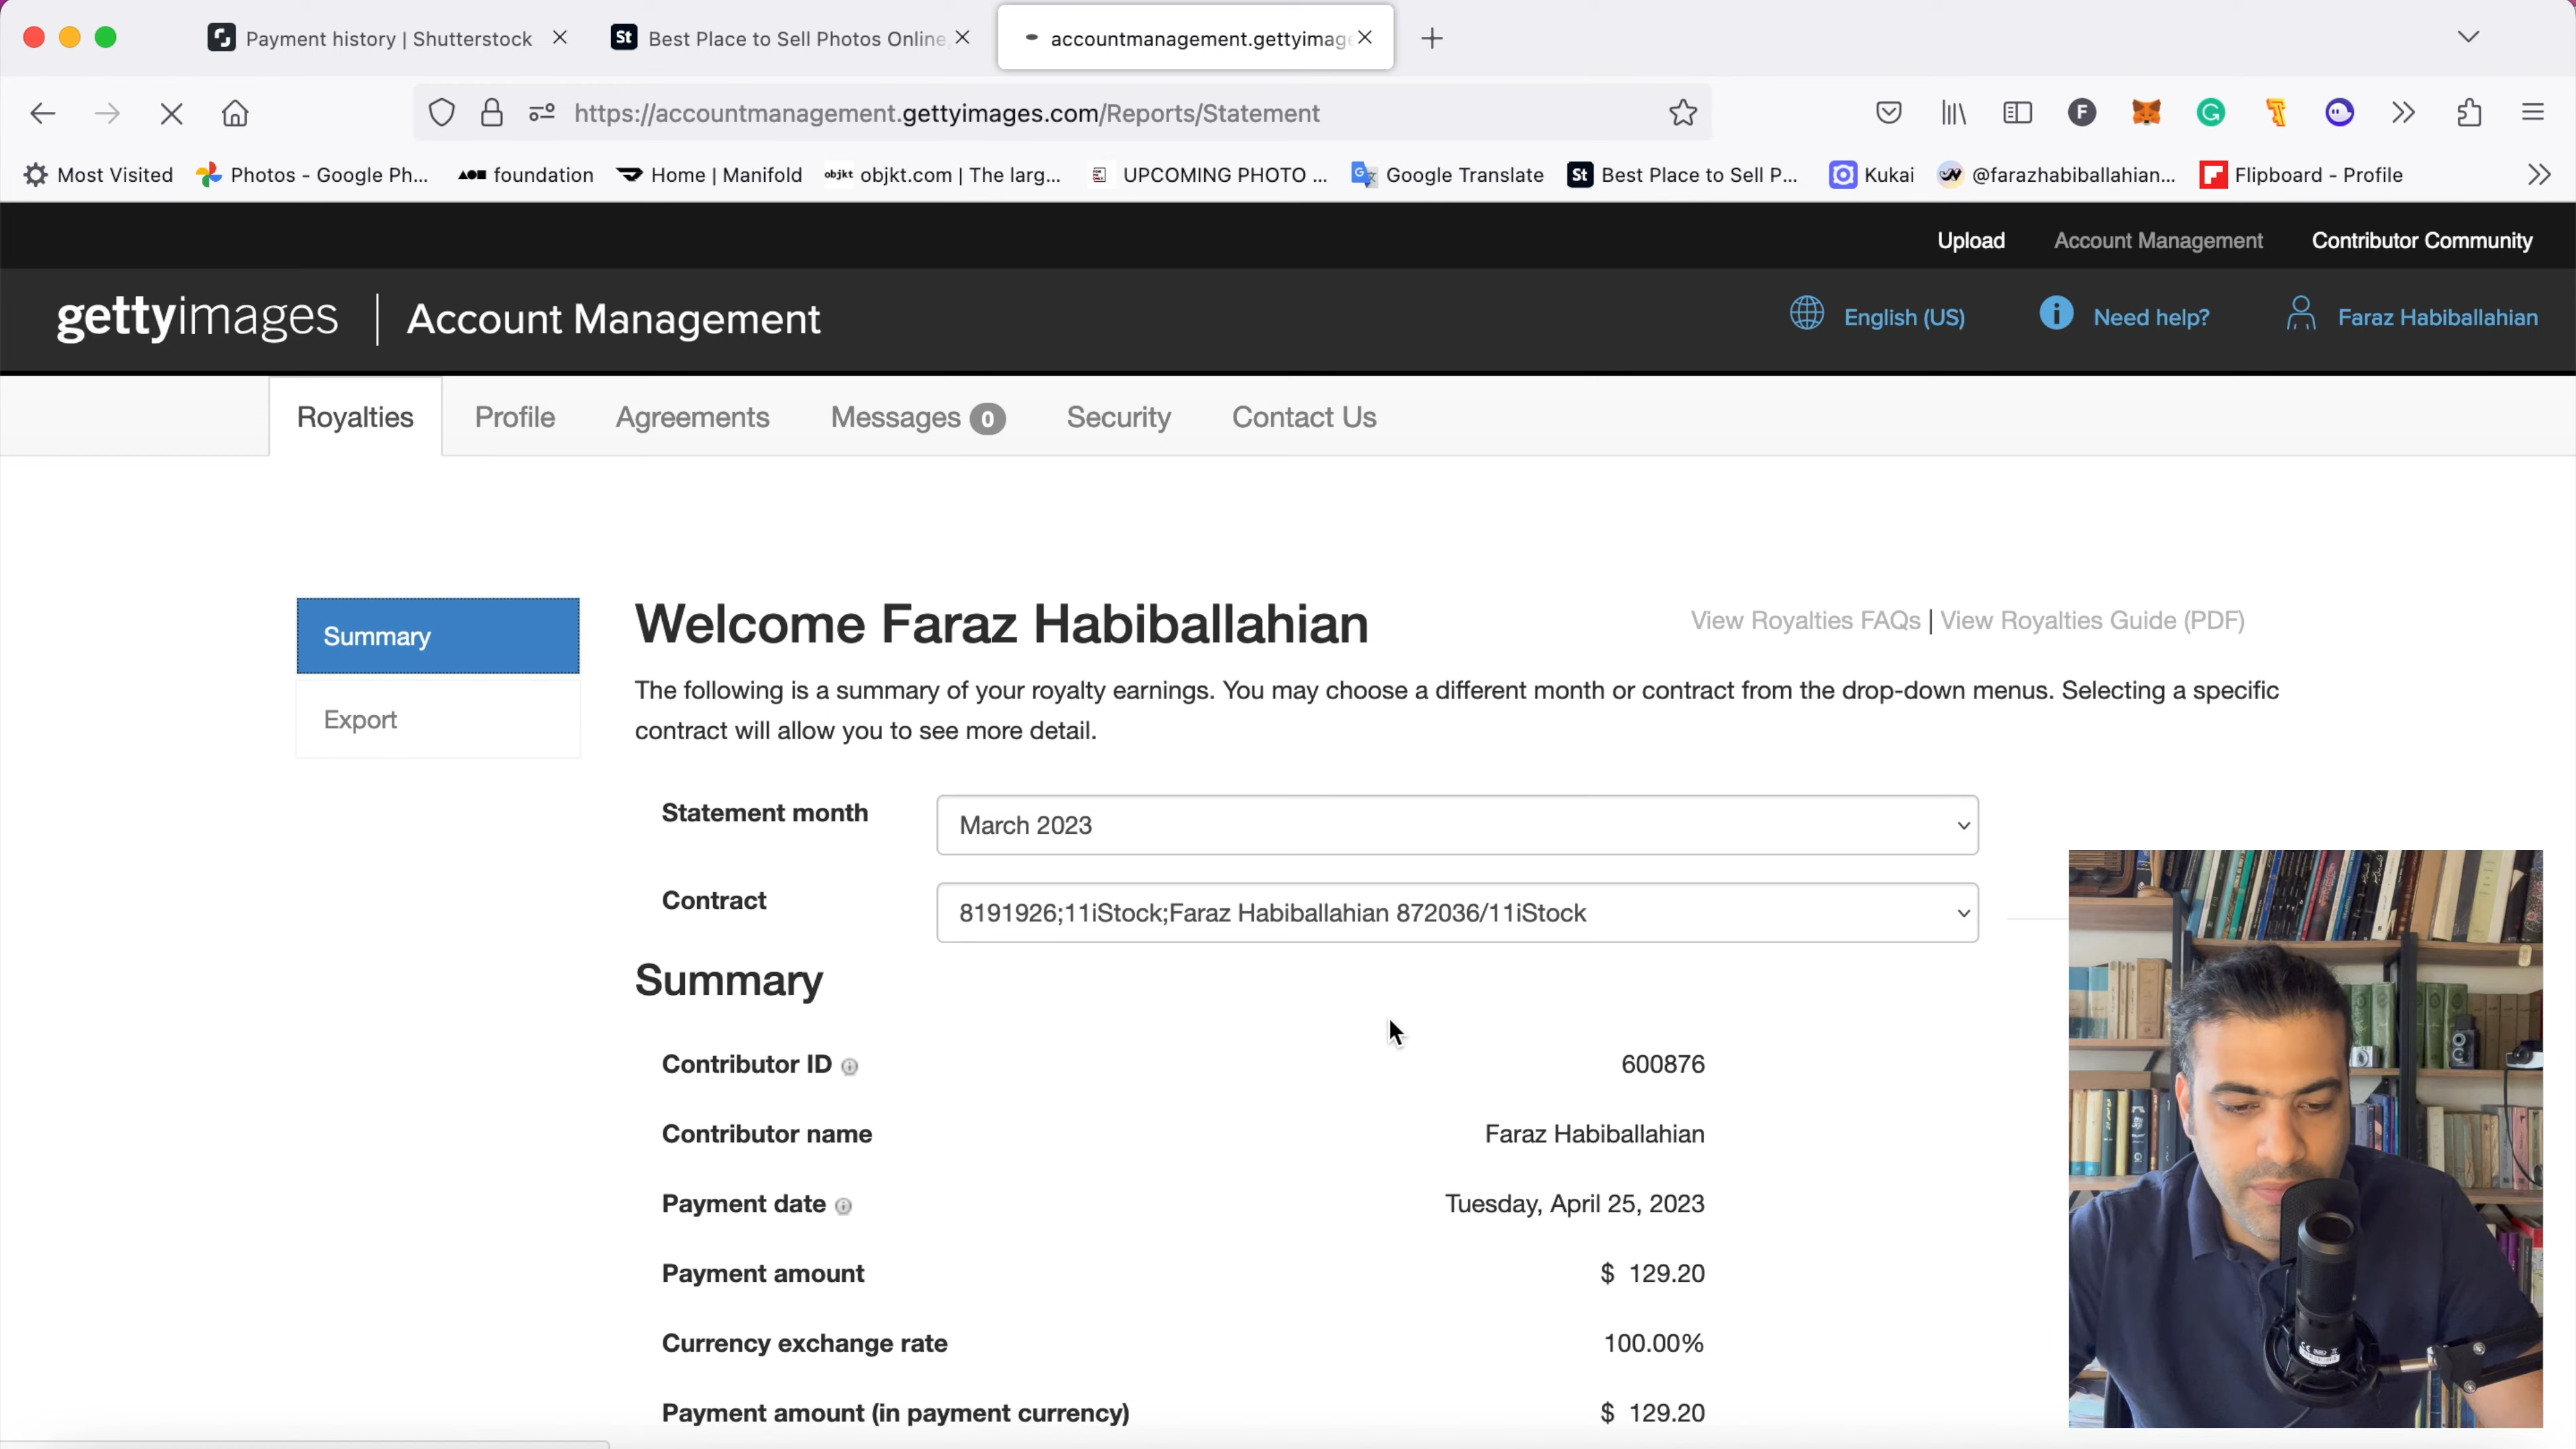 Payment history | Shutterstock
St Best Place to Sell Photos Online,
accountmanagement.gettyimage
https://accountmanagement.gettyimages.com/Reports/Statement
F
G
Most Visited
Photos - Google Ph...
foundation
Home | Manifold
objkt objkt.com | The larg...
UPCOMING PHOTO ...
Google Translate
St Best Place to Sell P...
Kukai
@farazhabiballahian...
Flipboard - Profile
Upload Account Management Contributor Community
gettyimages | Account Management
English (US) Need help? Faraz Habiballahian
Royalties Profile Agreements Messages 0 Security Contact Us
Summary
Export
Welcome Faraz Habiballahian
View Royalties FAQs | View Royalties Guide (PDF)
The following is a summary of your royalty earnings. You may choose a different month or contract from the drop-down menus. Selecting a specific
contract will allow you to see more detail.
Statement month March 2023
Contract 8191926;11iStock;Faraz Habiballahian 872036/11iStock
Summary
Contributor ID 600876
Contributor name Faraz Habiballahian
Payment date Tuesday, April 25, 2023
Payment amount $ 129.20
Currency exchange rate 100.00%
Payment amount (in payment currency) $ 129.20